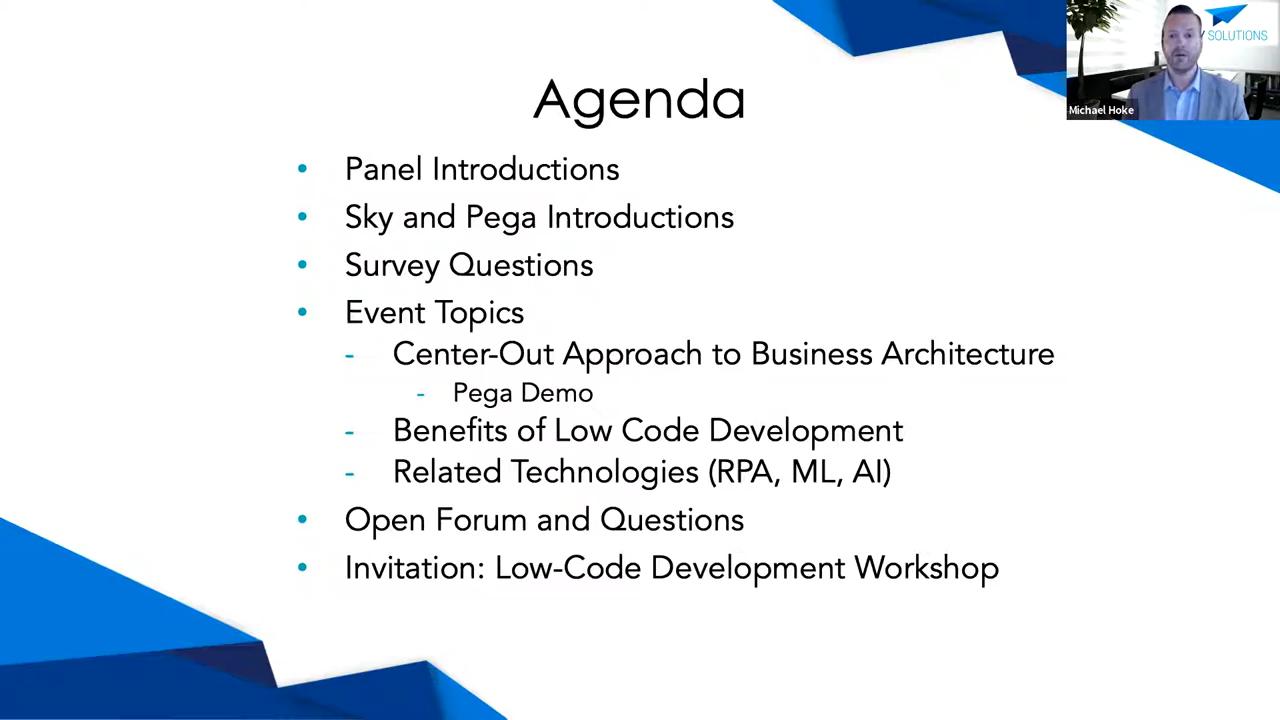 Agenda
SOLUTIONS
Michael Hoke
• Panel Introductions
• Sky and Pega Introductions
• Survey Questions
• Event Topics
- Center-Out Approach to Business Architecture
- Pega Demo
- Benefits of Low Code Development
- Related Technologies (RPA, ML, AI)
• Open Forum and Questions
• Invitation: Low-Code Development Workshop